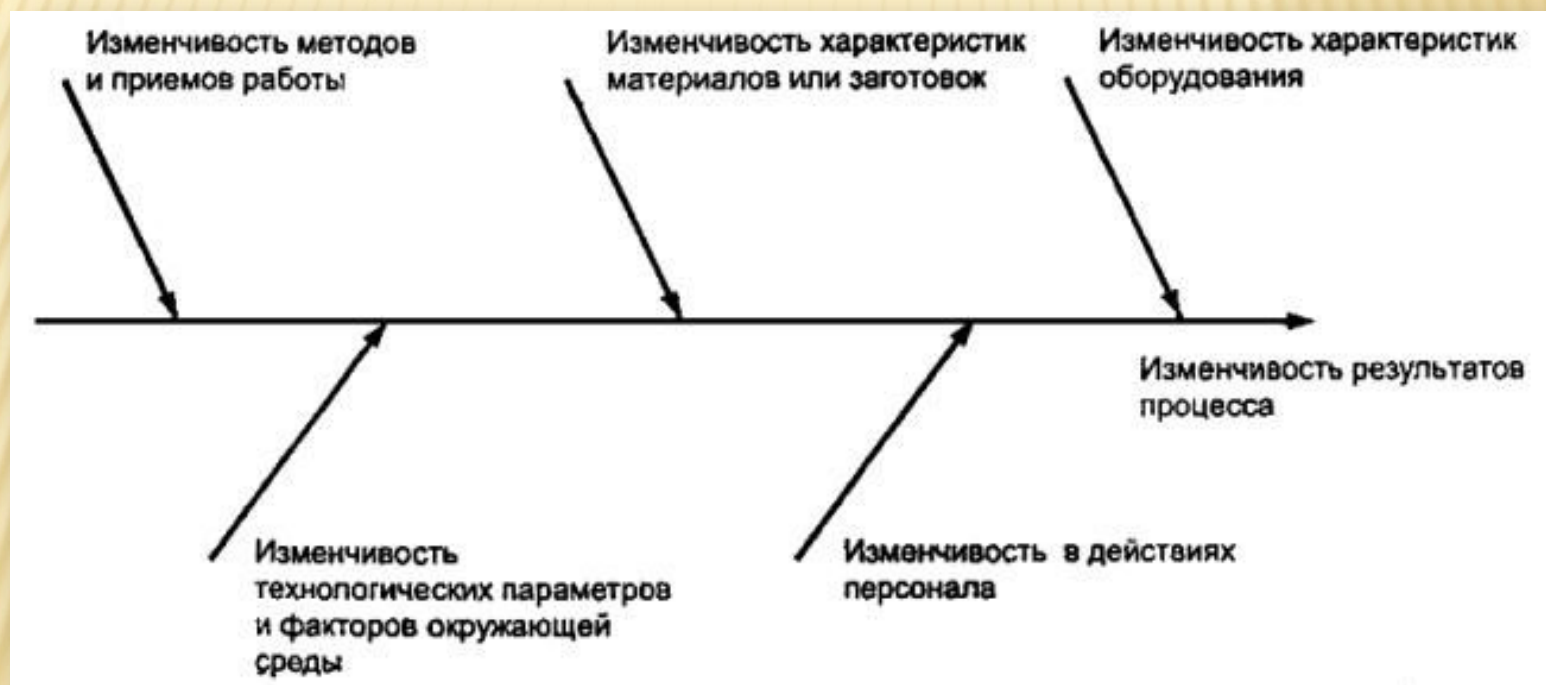 Изменчивость методов
и приемов работы
Изменчивость характеристик
материалов или заготовок
Изменчивость характеристик
оборудования
Изменчивость результатов
процесса
Изменчивость
технологических параметров
и факторов окружающей
среды
Изменчивость в действиях
персонала